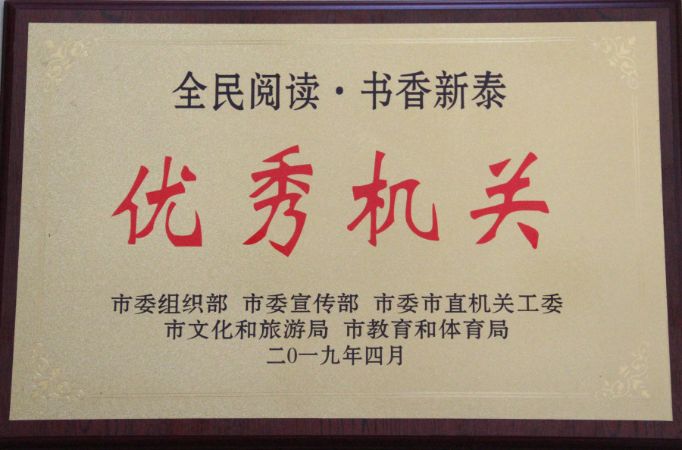 全民阅读·书香新泰
优秀机关
市委组织部 市委宣传部 市委市直机关工委
市文化和旅游局 市教育和体育局
二〇一九年四月